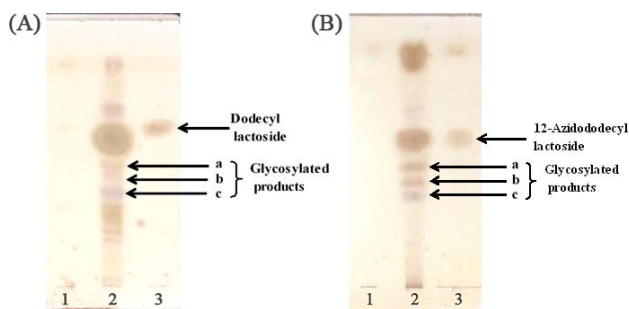 (A)
Dodecyl
lactoside
a
b
c
Glycosylated
products
1 2 3
(B)
12-Azidododecyl
lactoside
a
b
c
Glycosylated
products
1 2 3